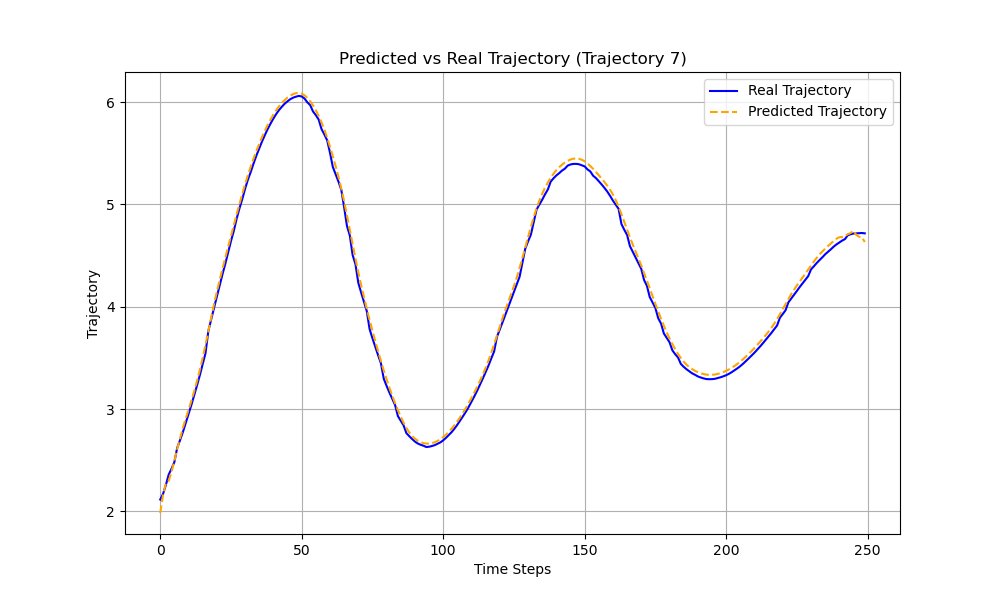 Predicted vs Real Trajectory (Trajectory 7)
Real Trajectory
Predicted Trajectory
Trajectory
6
5
4
3
2
0
50
100
150
200
250
Time Steps